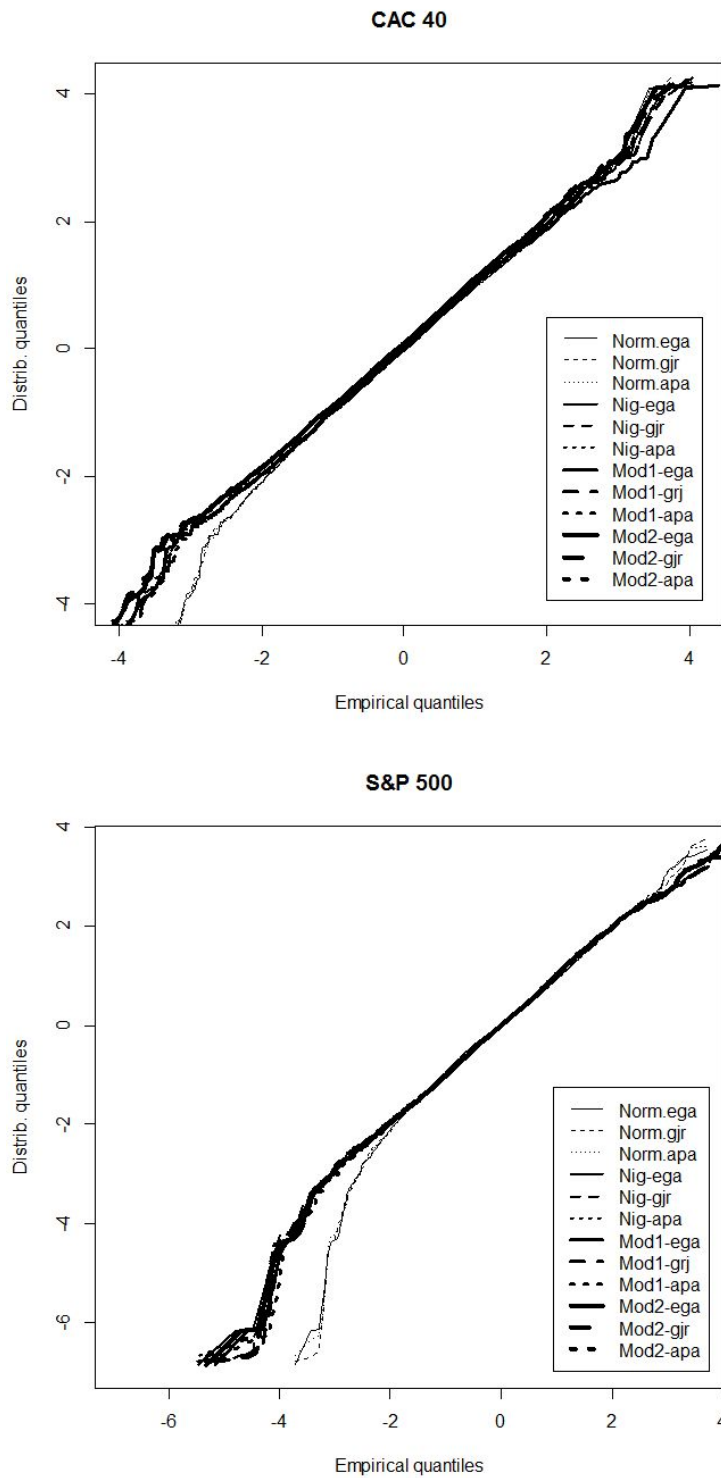 CAC 40
4
2
0
-2
-4
Distrib. quantiles
Norm.ega
Norm.gjr
Norm.apa
Nig-ega
Nig-gjr
Nig-apa
Mod1-ega
Mod1-grj
Mod1-apa
Mod2-ega
Mod2-gjr
Mod2-apa
-4 -2 0 2 4
Empirical quantiles
S&P 500
4
2
0
-2
-4
-6
Distrib. quantiles
Norm.ega
Norm.gjr
Norm.apa
Nig-ega
Nig-gjr
Nig-apa
Mod1-ega
Mod1-grj
Mod1-apa
Mod2-ega
Mod2-gjr
Mod2-apa
-6 -4 -2 0 2 4
Empirical quantiles